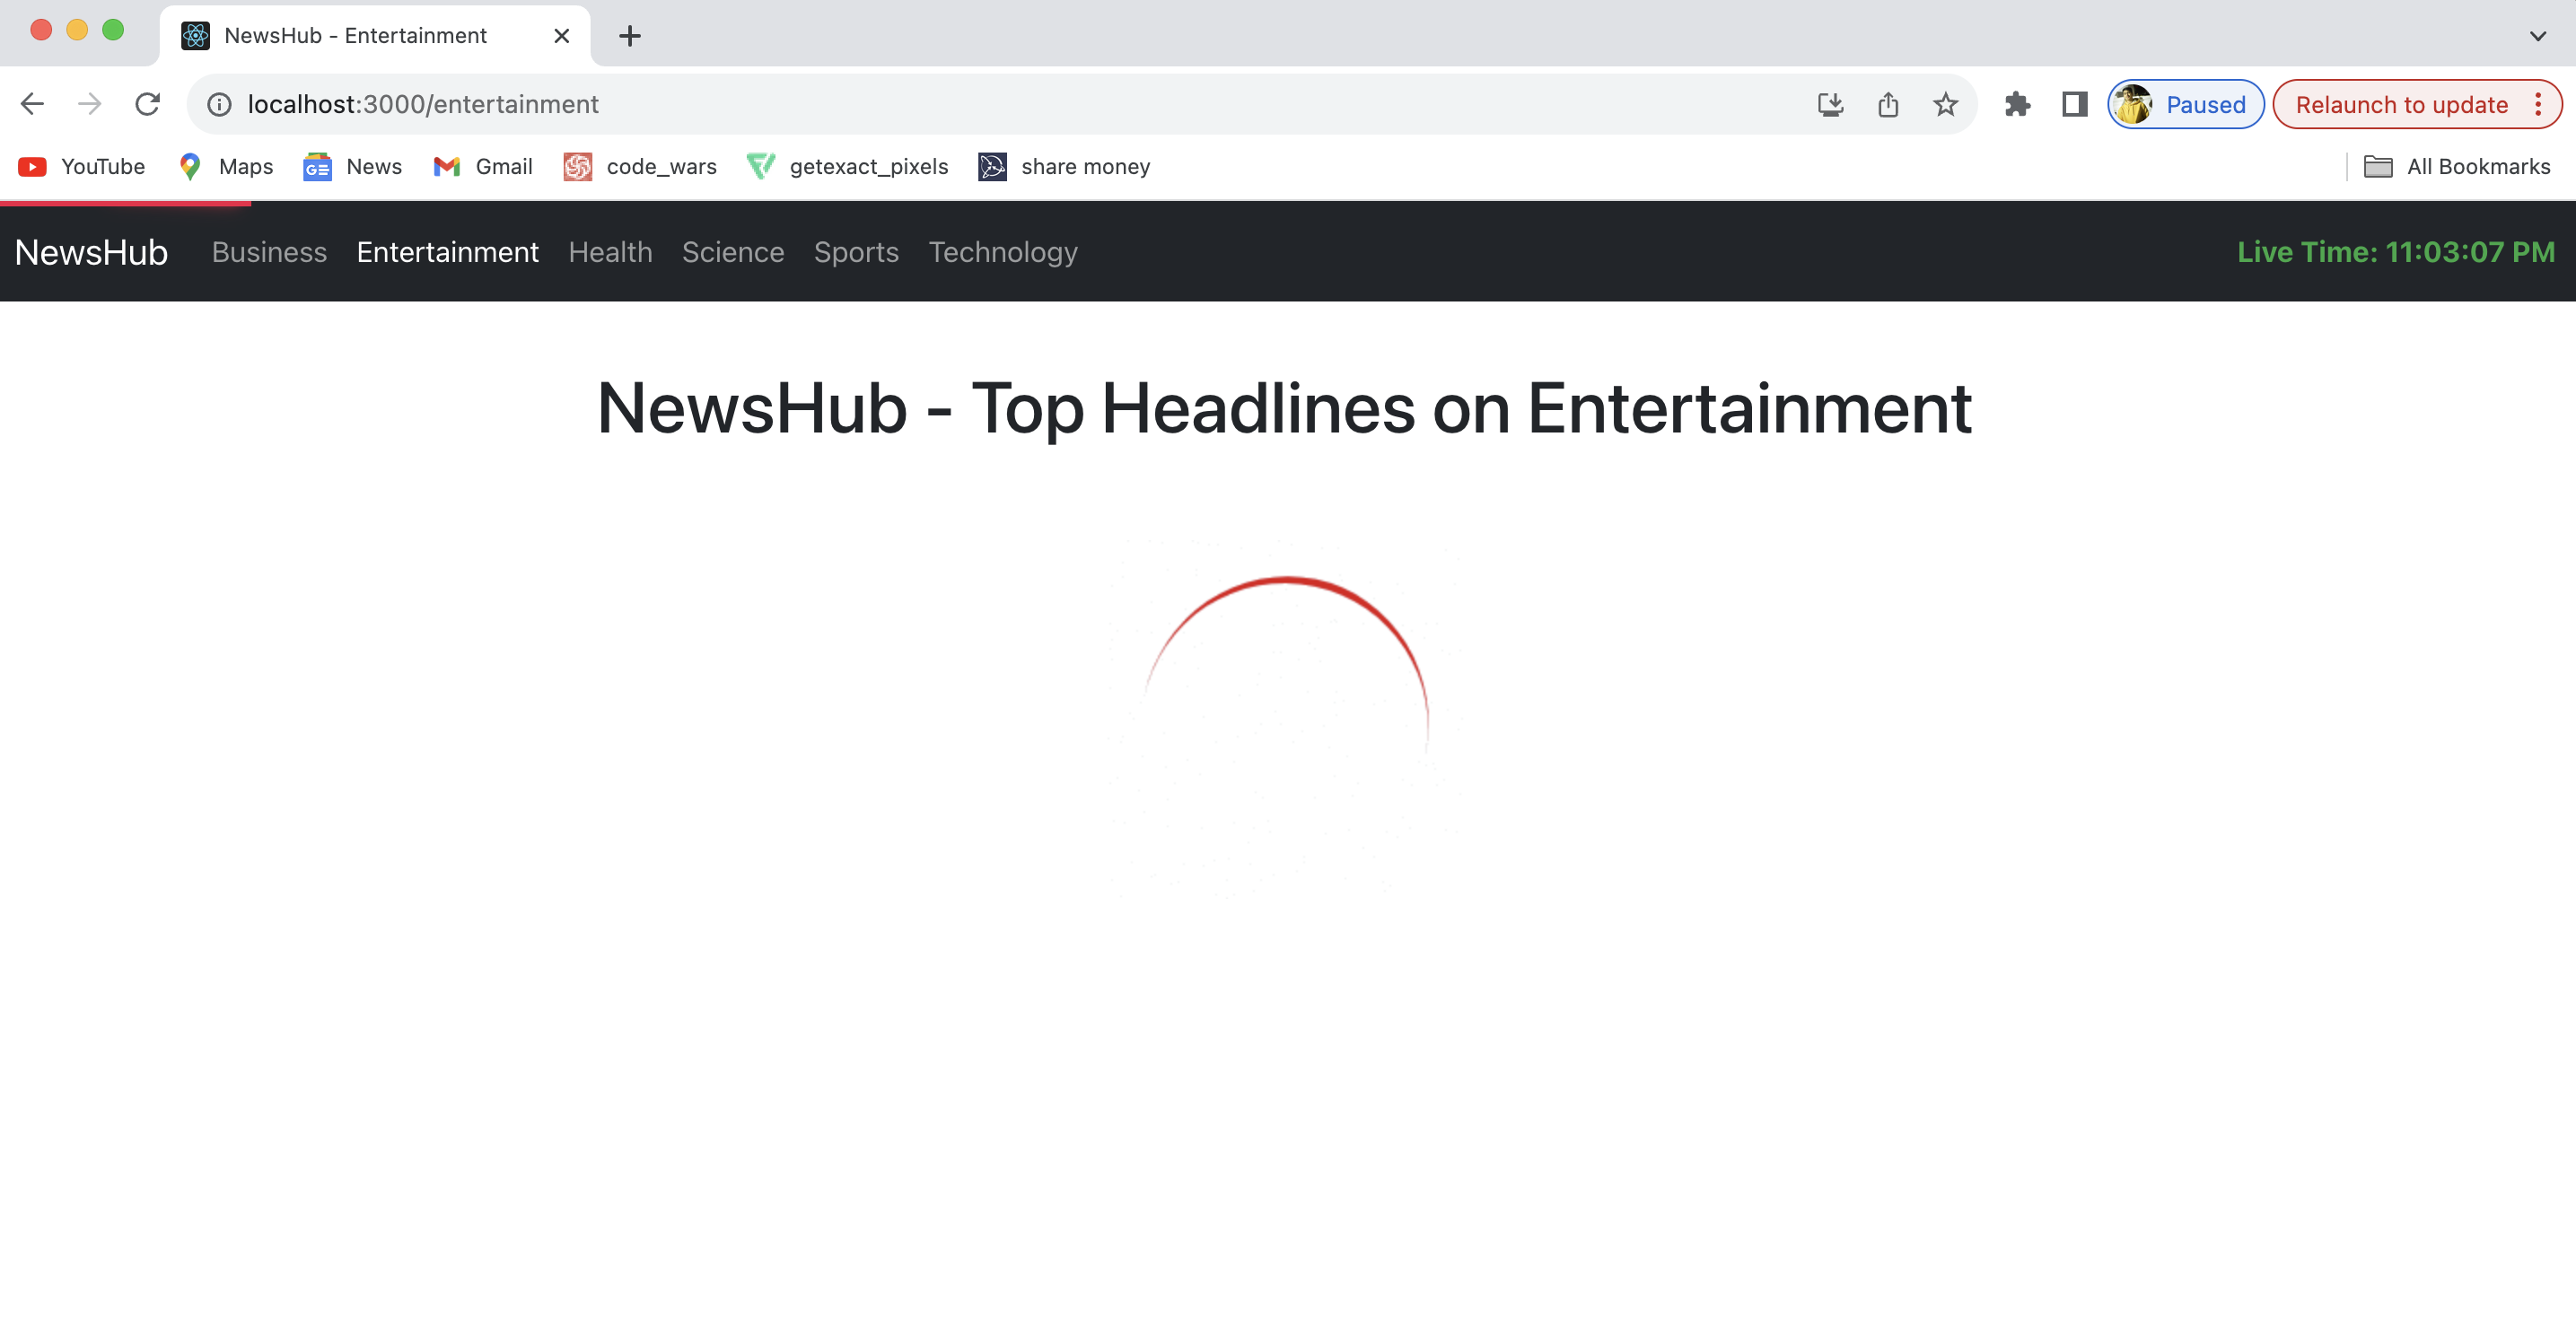 NewsHub - Entertainment
localhost:3000/entertainment
Paused
Relaunch to update
YouTube Maps News Gmail code_wars getexact_pixels share money All Bookmarks
NewsHub Business Entertainment Health Science Sports Technology Live Time: 11:03:07 PM
NewsHub - Top Headlines on Entertainment